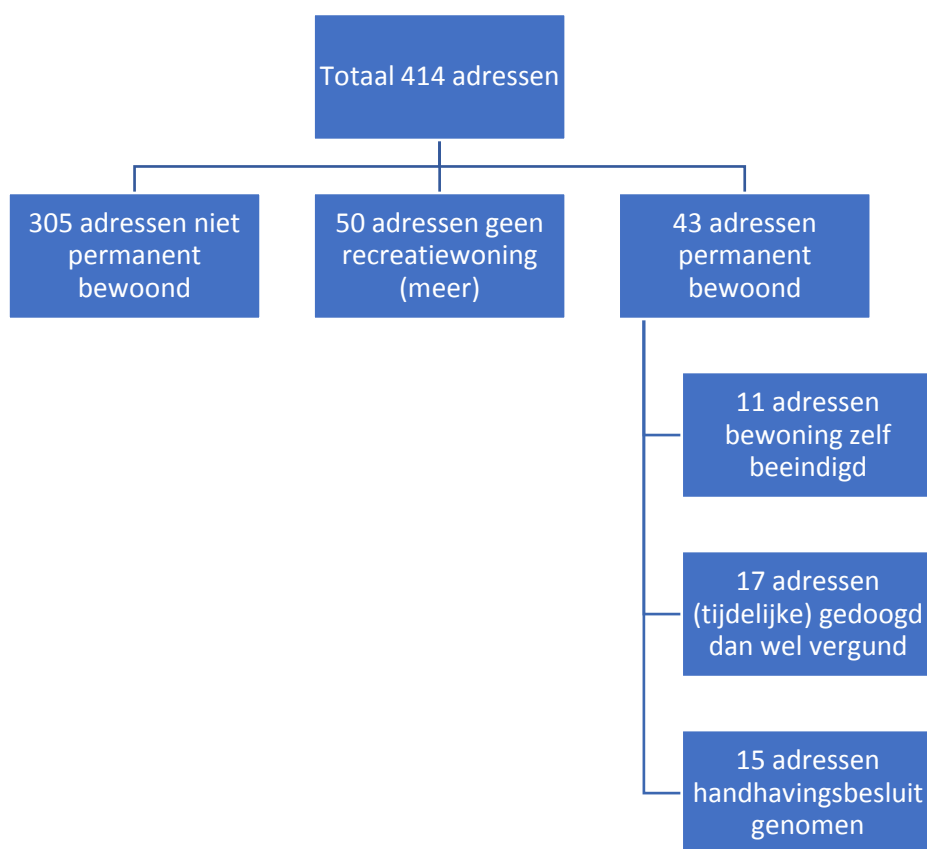 Totaal 414 adressen
305 adressen niet
permanent
bewoond
50 adressen geen
recreatiewoning
(meer)
43 adressen
permanent
bewoond
11 adressen
bewoning zelf
beeindigd
17 adressen
(tijdelijke) gedoogd
dan wel vergund
15 adressen
handhavingsbesluit
genomen